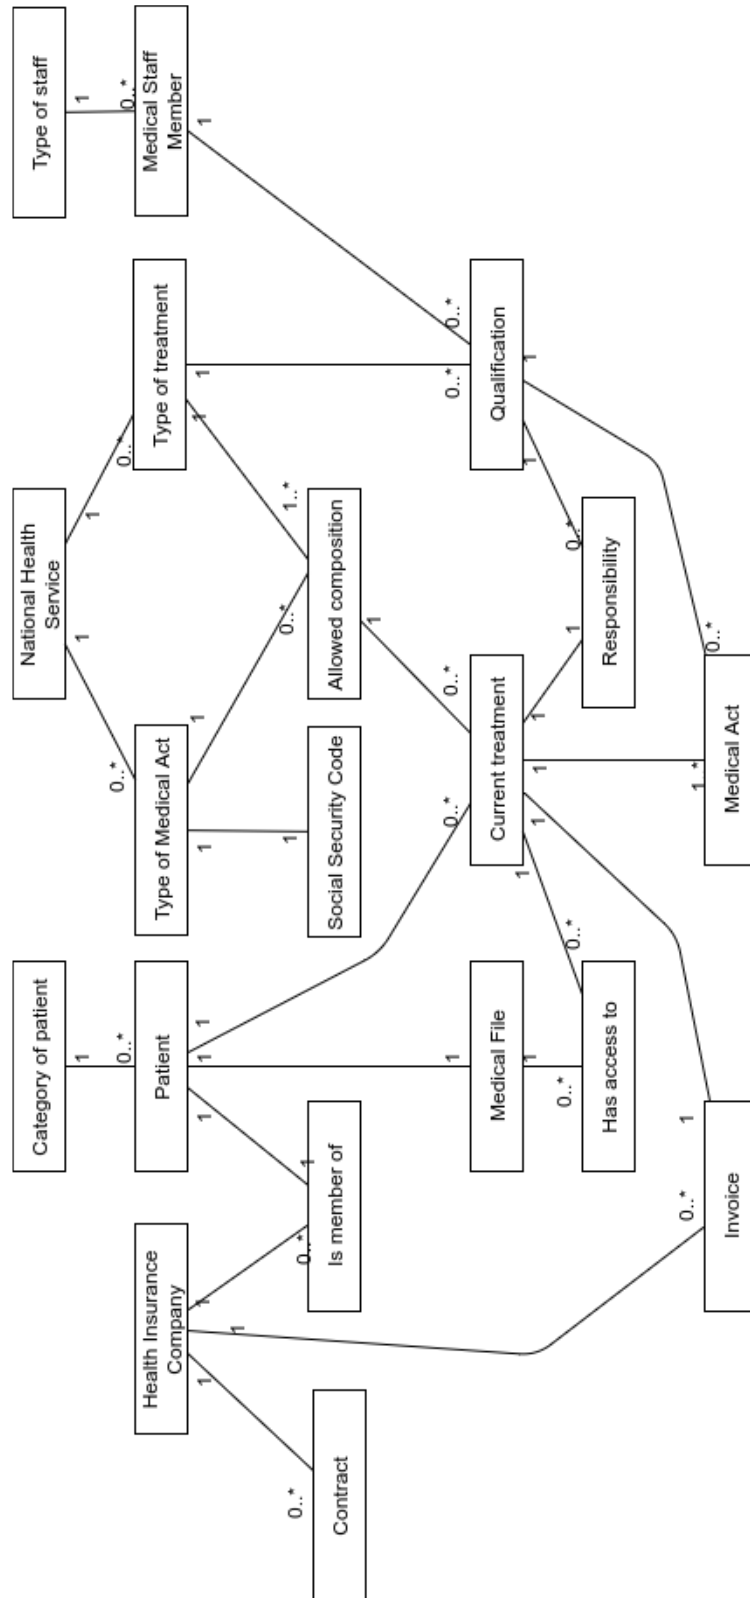 Type of staff
1
0..*
Medical Staff
Member
1
National Health
Service
1
1
0..*
0..*
Type of treatment
1
1
Type of Medical Act
1
1
1..*
0..*
Allowed composition
1
1
Social Security Code
0..*
0..*
Qualification
1
1
Category of patient
1
0..*
Patient
1
1
1
0..*
0..*
Current treatment
1
1
1
1
0..*
1
Responsibility
0..*
1..*
Medical Act
1
Medical File
1
0..*
0..*
Has access to
Health Insurance
Company
1
1
1
1
0..*
Is member of
0..*
Contract
1
0..*
Invoice